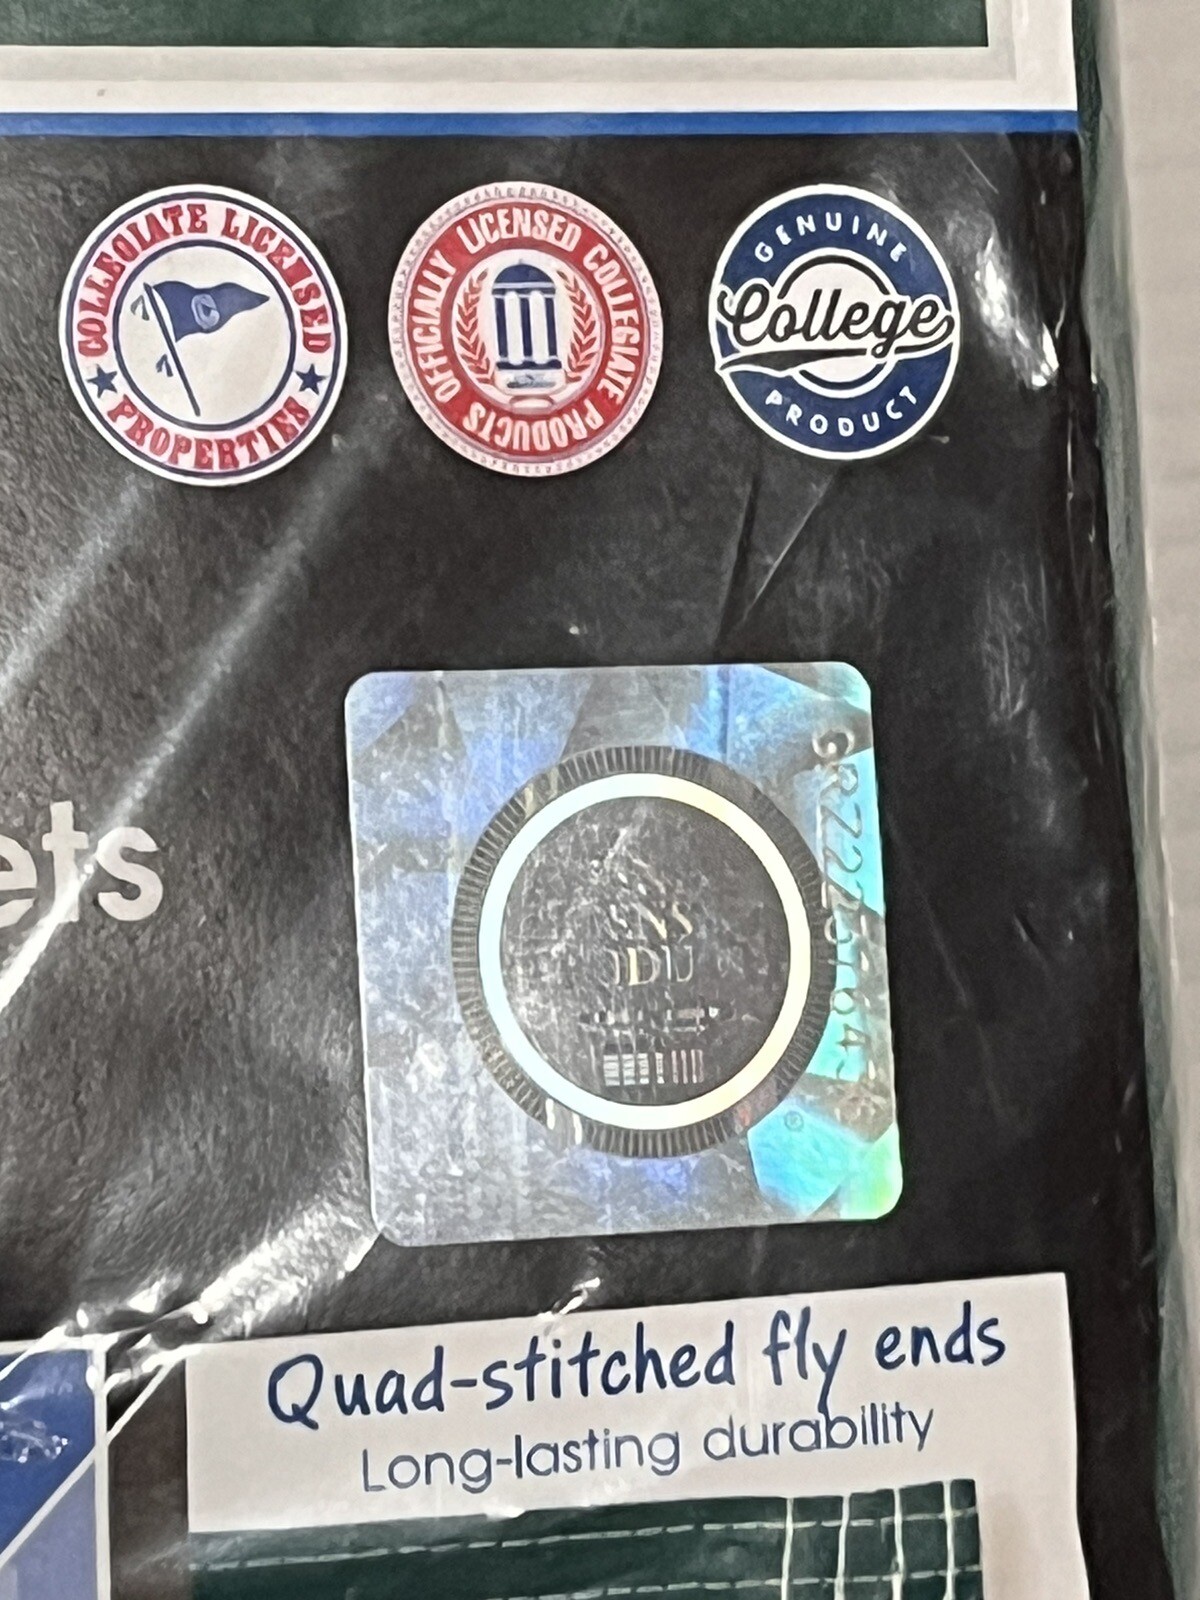 COLLEGIATE LICENSED
PROPERTIES
C
OFFICIALLY LICENSED COLLEGIATE PRODUCTS
GENUINE
College
PRODUCT
ets
®
Quad-stitched fly ends
Long-lasting durability